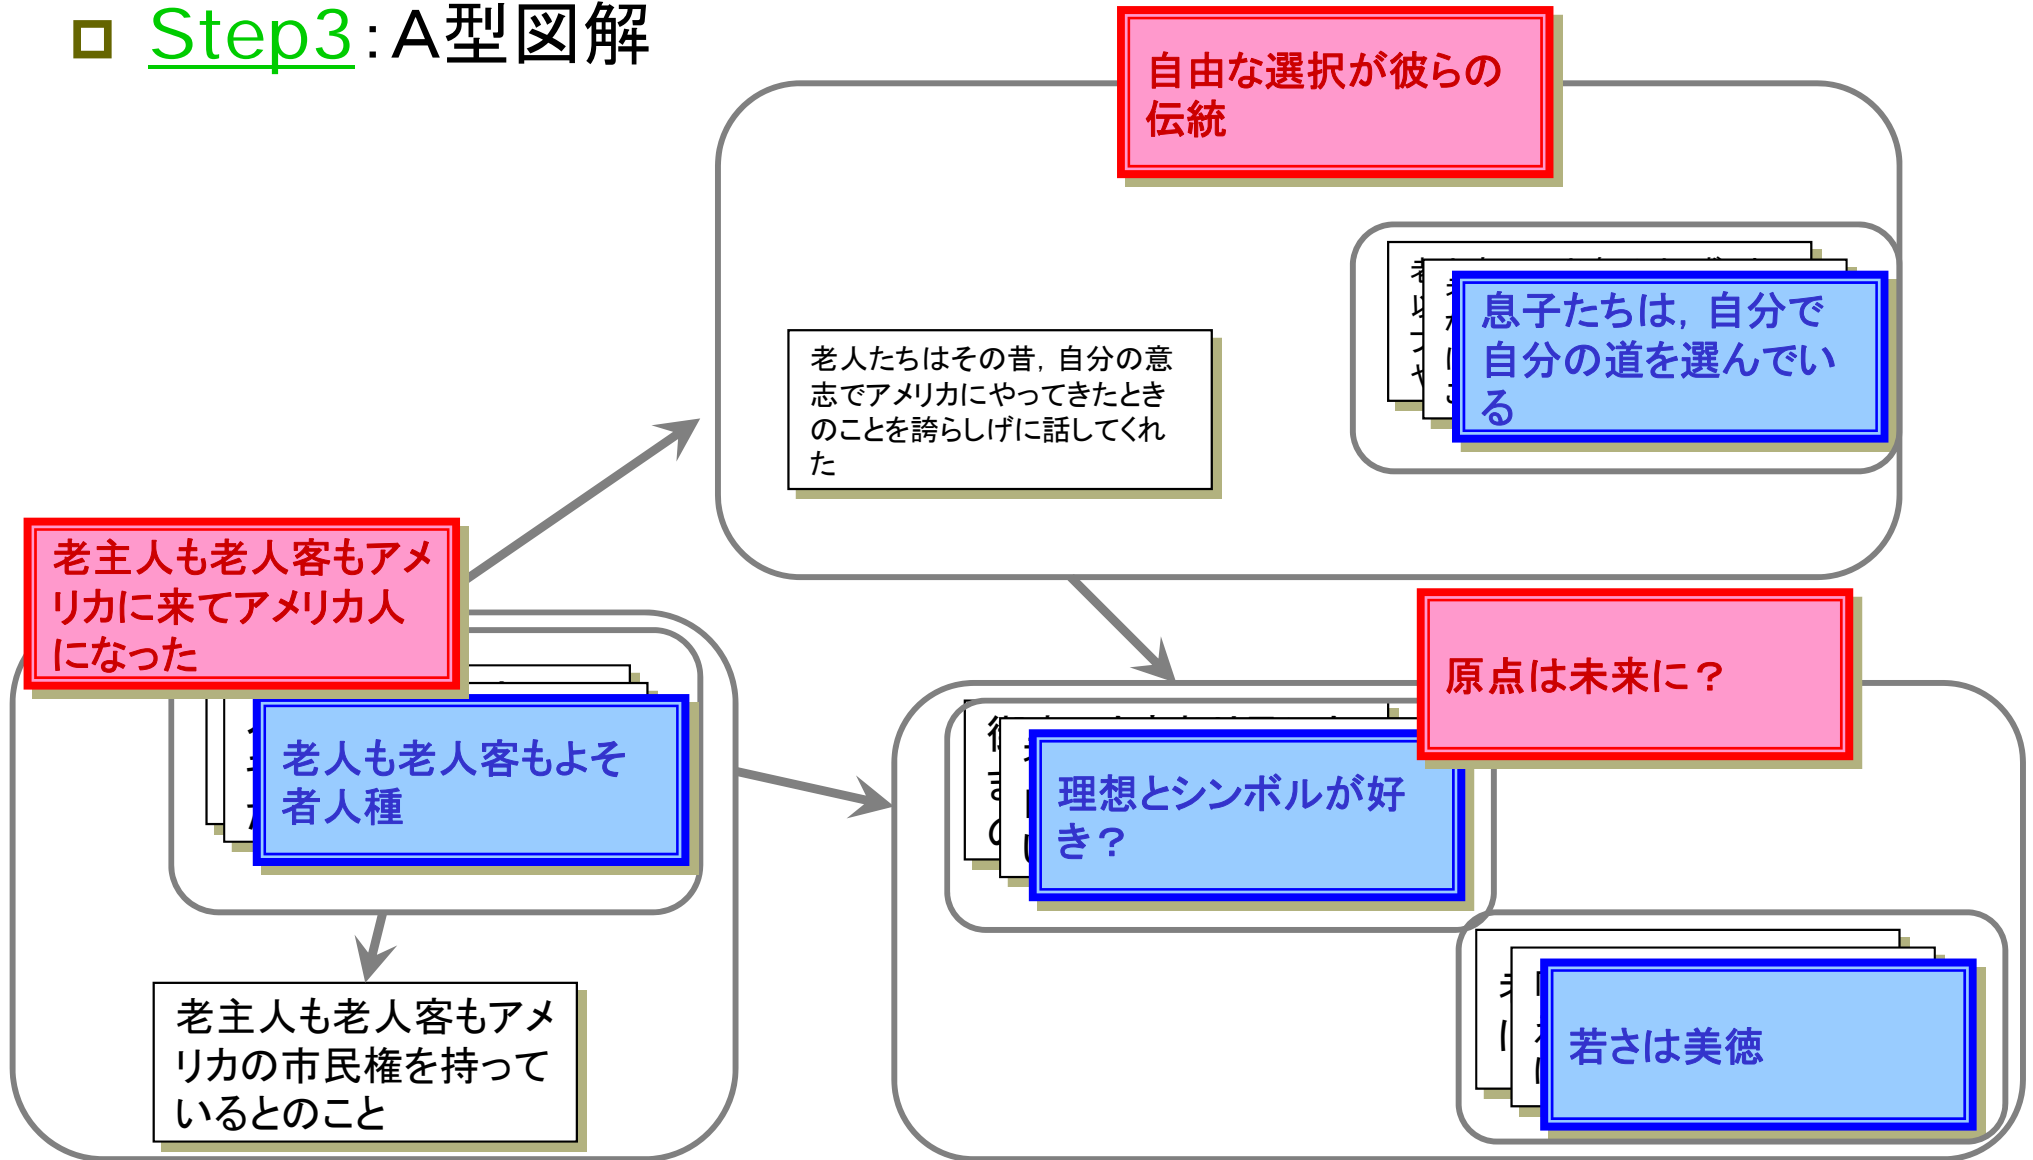 Step3：A型図解
自由な選択が彼らの
伝統
息子たちは，自分で
自分の道を選んでい
る
老人たちはその昔，自分の意
志でアメリカにやってきたとき
のことを誇らしげに話してくれ
た
老主人も老人客もアメ
リカに来てアメリカ人
になった
原点は未来に？
老人も老人客もよそ
者人種
理想とシンボルが好
き？
老主人も老人客もアメ
リカの市民権を持って
いるとのこと
若さは美徳